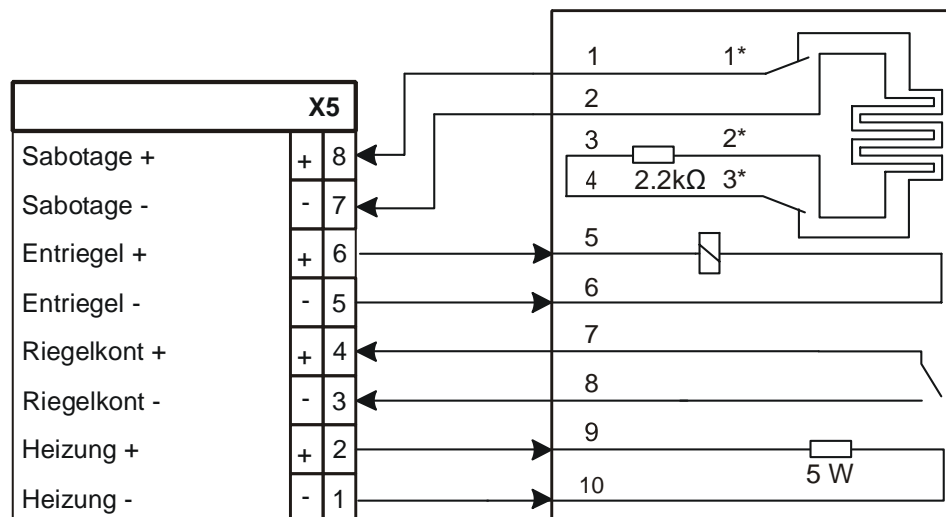 X5
Sabotage + + 8
Sabotage - - 7
Entriegel + + 6
Entriegel - - 5
Riegelkont + + 4
Riegelkont - - 3
Heizung + + 2
Heizung - - 1
1 1*
2
3 2*
4 2.2kΩ 3*
5
6
7
8
9
5 W
10